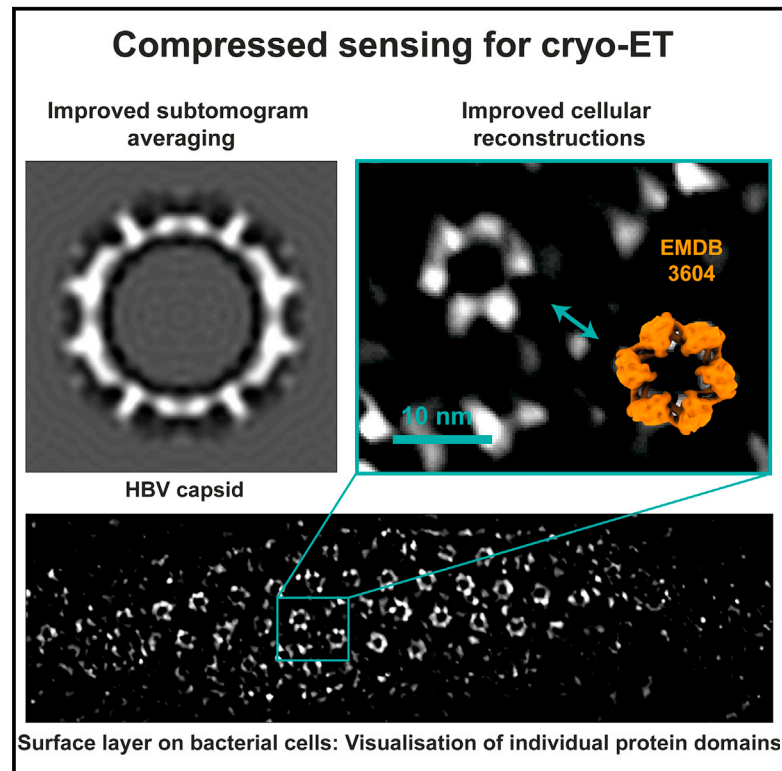 Compressed sensing for cryo-ET
Improved subtomogram
averaging
Improved cellular
reconstructions
EMDB
3604
10 nm
HBV capsid
Surface layer on bacterial cells: Visualisation of individual protein domains